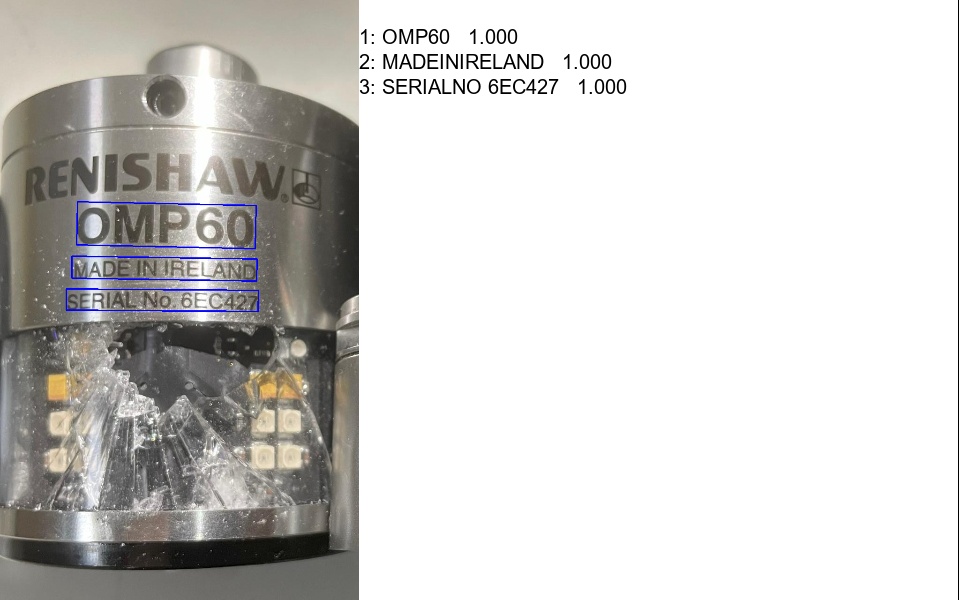 RENISHAW.
OMP60
MADE IN IRELAND
SERIAL No. 6EC427
1: OMP60 1.000
2: MADEINIRELAND 1.000
3: SERIALNO 6EC427 1.000